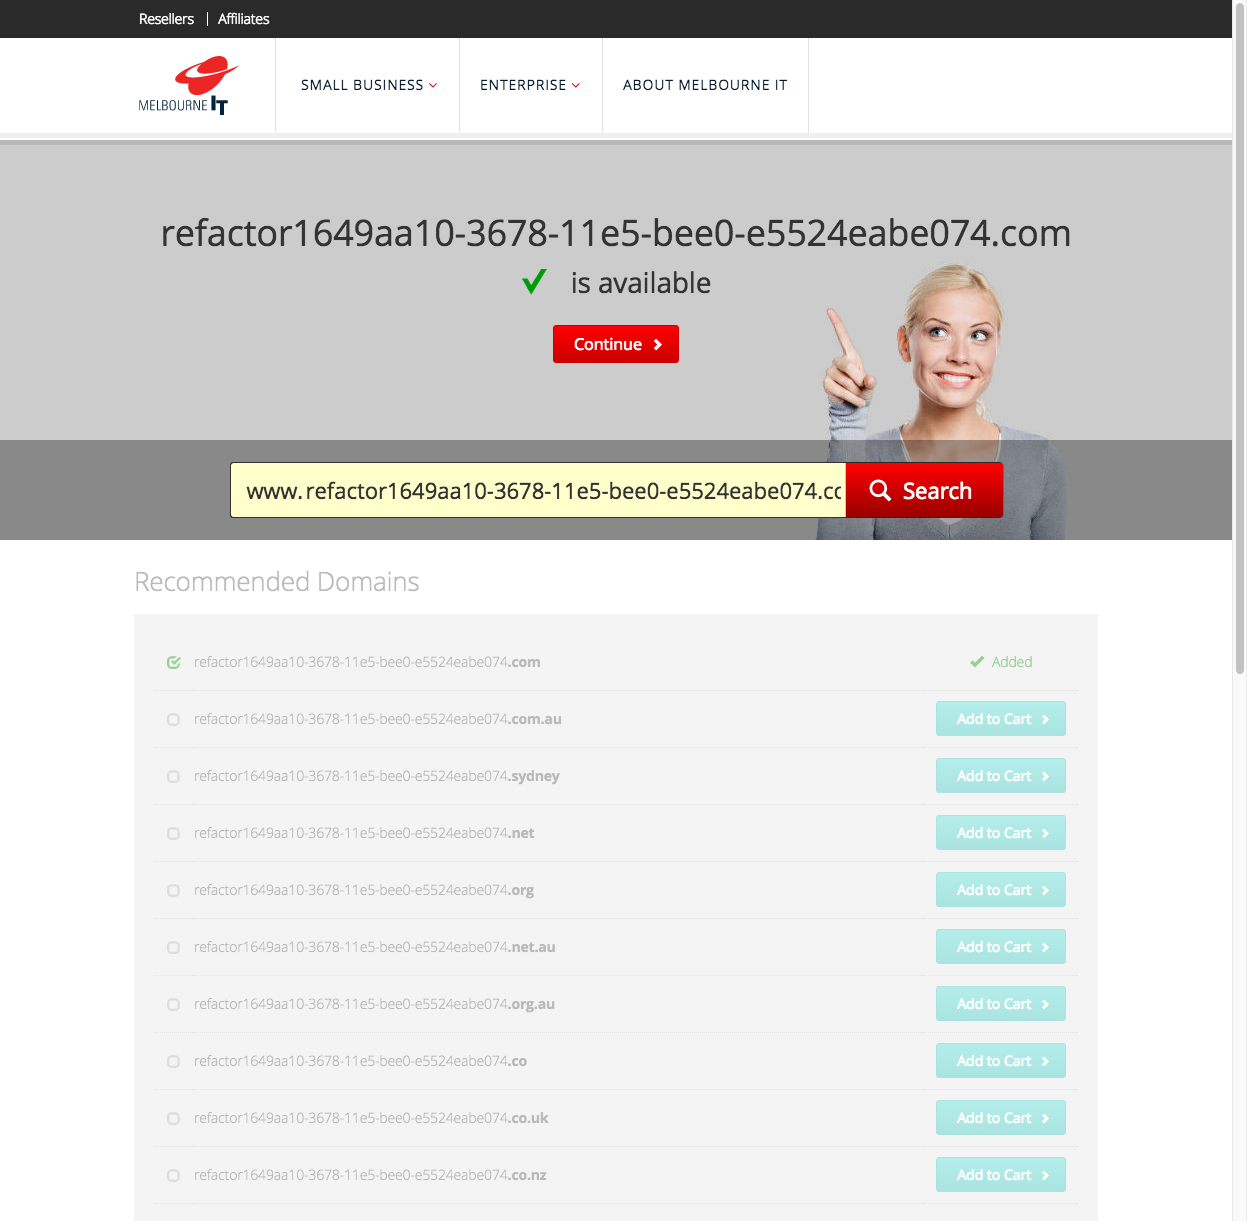 Resellers | Affiliates
MELBOURNE IT
SMALL BUSINESS
ENTERPRISE
ABOUT MELBOURNE IT
refactor1649aa10-3678-11e5-bee0-e5524eabe074.com
is available
Continue
www.refactor1649aa10-3678-11e5-bee0-e5524eabe074.cc
Search
Recommended Domains
refactor1649aa10-3678-11e5-bee0-e5524eabe074.com Added
refactor1649aa10-3678-11e5-bee0-e5524eabe074.com.au Add to Cart
refactor1649aa10-3678-11e5-bee0-e5524eabe074.sydney Add to Cart
refactor1649aa10-3678-11e5-bee0-e5524eabe074.net Add to Cart
refactor1649aa10-3678-11e5-bee0-e5524eabe074.org Add to Cart
refactor1649aa10-3678-11e5-bee0-e5524eabe074.net.au Add to Cart
refactor1649aa10-3678-11e5-bee0-e5524eabe074.org.au Add to Cart
refactor1649aa10-3678-11e5-bee0-e5524eabe074.co Add to Cart
refactor1649aa10-3678-11e5-bee0-e5524eabe074.co.uk Add to Cart
refactor1649aa10-3678-11e5-bee0-e5524eabe074.co.nz Add to Cart